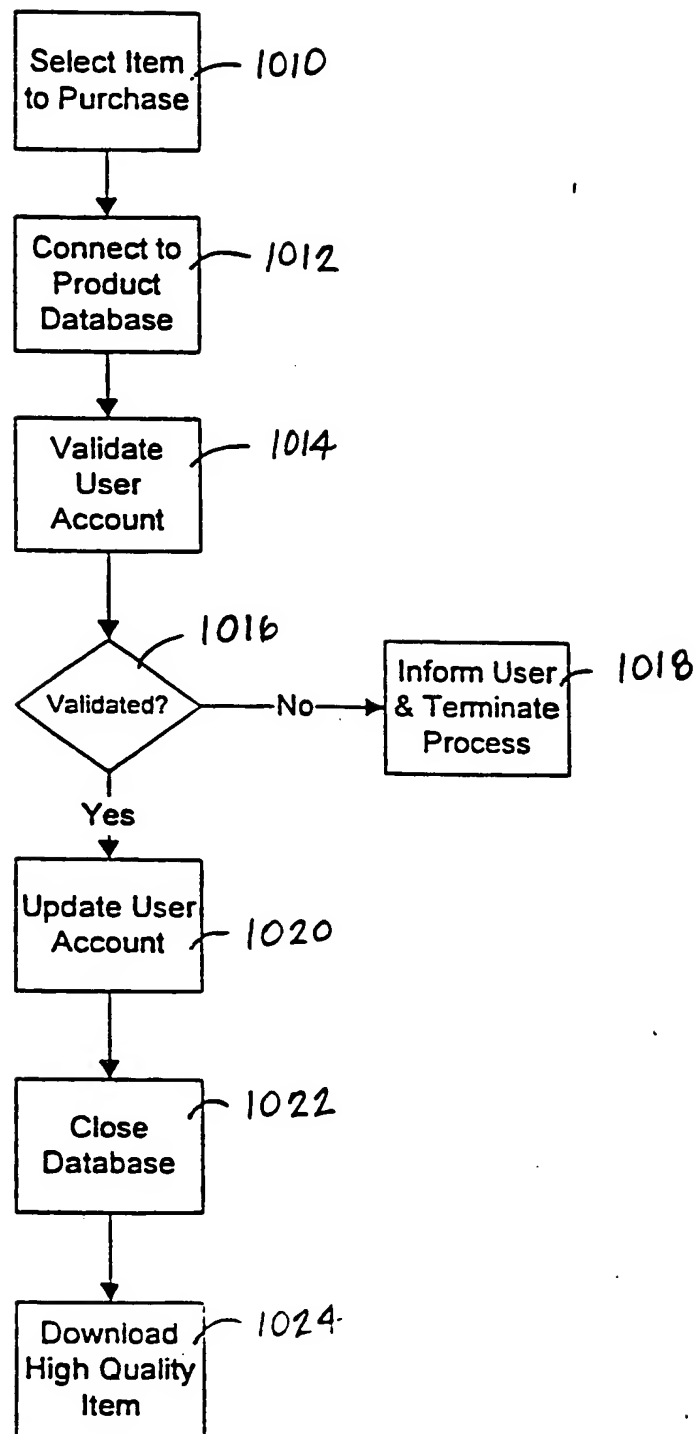 Select Item 1010
to Purchase
Connect to 1012
Product
Database
Validate 1014
User
Account
1016
Validated? No Inform User 1018
& Terminate
Process
Yes
Update User
Account 1020
Close 1022
Database
Download 1024
High Quality
Item